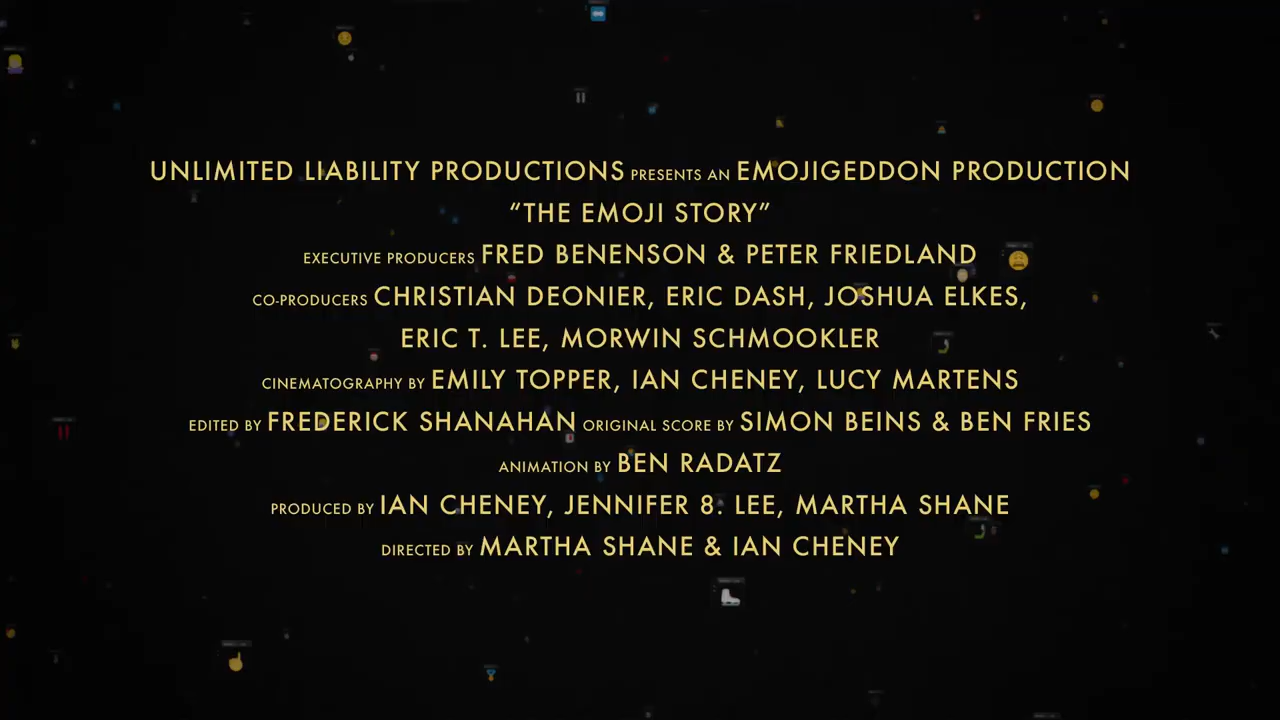 UNLIMITED LIABILITY PRODUCTIONS PRESENTS AN EMOJIGEDDON PRODUCTION
“THE EMOJI STORY”
EXECUTIVE PRODUCERS FRED BENENSON & PETER FRIEDLAND
CO-PRODUCERS CHRISTIAN DEONIER, ERIC DASH, JOSHUA ELKES,
ERIC T. LEE, MORWIN SCHMOOKLER
CINEMATOGRAPHY BY EMILY TOPPER, IAN CHENEY, LUCY MARTENS
EDITED BY FREDERICK SHANAHAN ORIGINAL SCORE BY SIMON BEINS & BEN FRIES
ANIMATION BY BEN RADATZ
PRODUCED BY IAN CHENEY, JENNIFER 8. LEE, MARTHA SHANE
DIRECTED BY MARTHA SHANE & IAN CHENEY